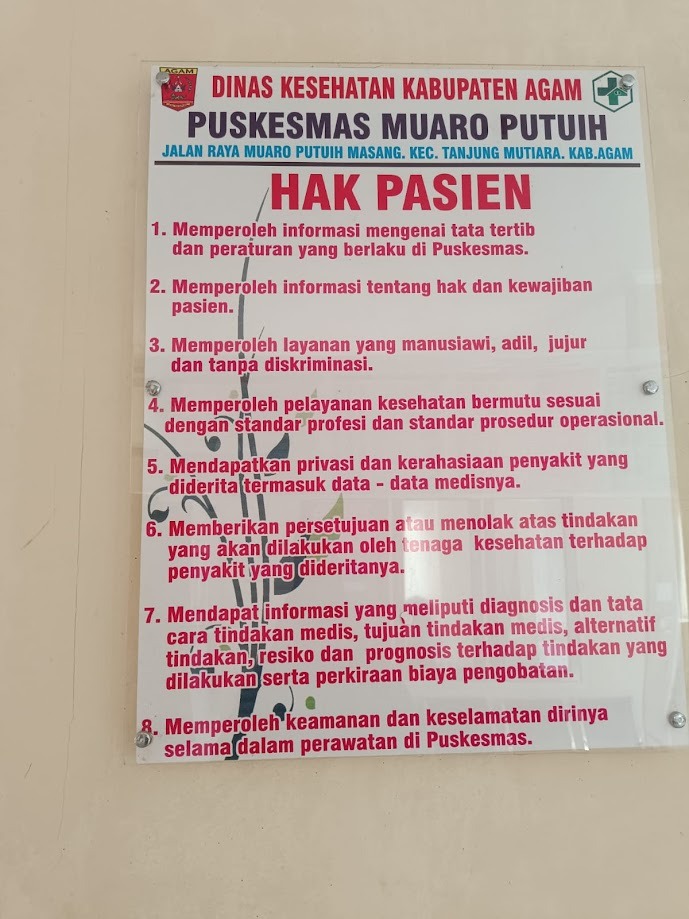 AGAM
DINAS KESEHATAN KABUPATEN AGAM
PUSKESMAS MUARO PUTUIH
JALAN RAYA MUARO PUTUIH MASANG. KEC. TANJUNG MUTIARA. KAB.AGAM
HAK PASIEN
1. Memperoleh informasi mengenai tata tertib
dan peraturan yang berlaku di Puskesmas.
2. Memperoleh informasi tentang hak dan kewajiban
pasien.
3. Memperoleh layanan yang manusiawi, adil, jujur
dan tanpa diskriminasi.
4. Memperoleh pelayanan kesehatan bermutu sesuai
dengan standar profesi dan standar prosedur operasional.
5. Mendapatkan privasi dan kerahasiaan penyakit yang
diderita termasuk data - data medisnya.
6. Memberikan persetujuan atau menolak atas tindakan
yang akan dilakukan oleh tenaga kesehatan terhadap
penyakit yang dideritanya.
7. Mendapat informasi yang meliputi diagnosis dan tata
cara tindakan medis, tujuan tindakan medis, alternatif
tindakan, resiko dan prognosis terhadap tindakan yang
dilakukan serta perkiraan biaya pengobatan.
8. Memperoleh keamanan dan keselamatan dirinya
selama dalam perawatan di Puskesmas.